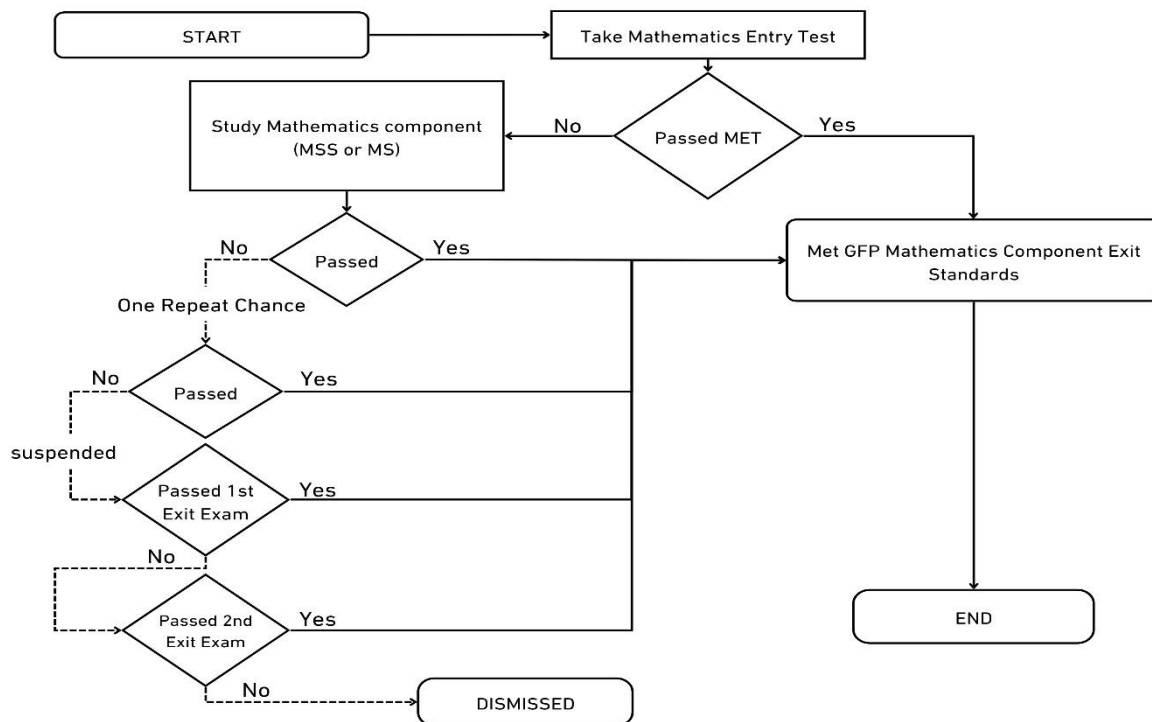 START
Take Mathematics Entry Test
Study Mathematics component
(MSS or MS)
No
Passed MET
Yes
No
Passed
Yes
Met GFP Mathematics Component Exit
Standards
One Repeat Chance
No
Passed
Yes
suspended
Passed 1st
Exit Exam
Yes
No
Passed 2nd
Exit Exam
Yes
END
No
DISMISSED